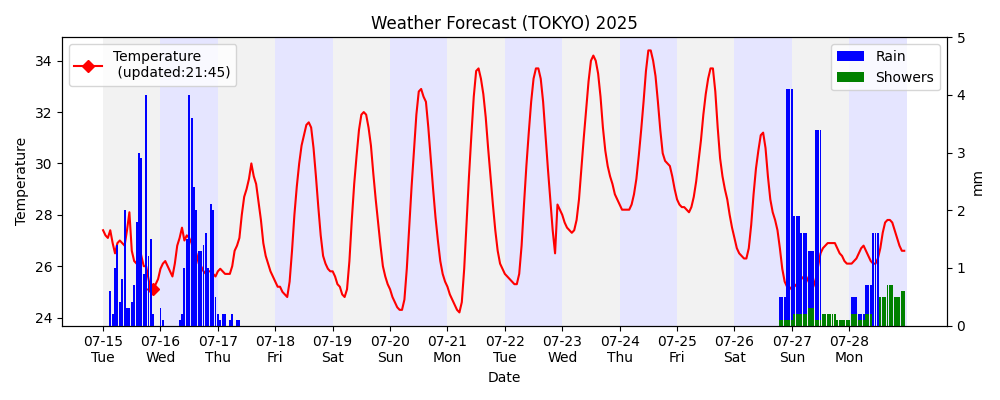 Weather Forecast (TOKYO) 2025
Temperature
(updated:21:45)
Rain
Showers
Temperature
34
32
30
28
26
24
5
4
3
2
1
0
mm
07-15 07-16 07-17 07-18 07-19 07-20 07-21 07-22 07-23 07-24 07-25 07-26 07-27 07-28
Tue Wed Thu Fri Sat Sun Mon Tue Wed Thu Fri Sat Sun Mon
Date